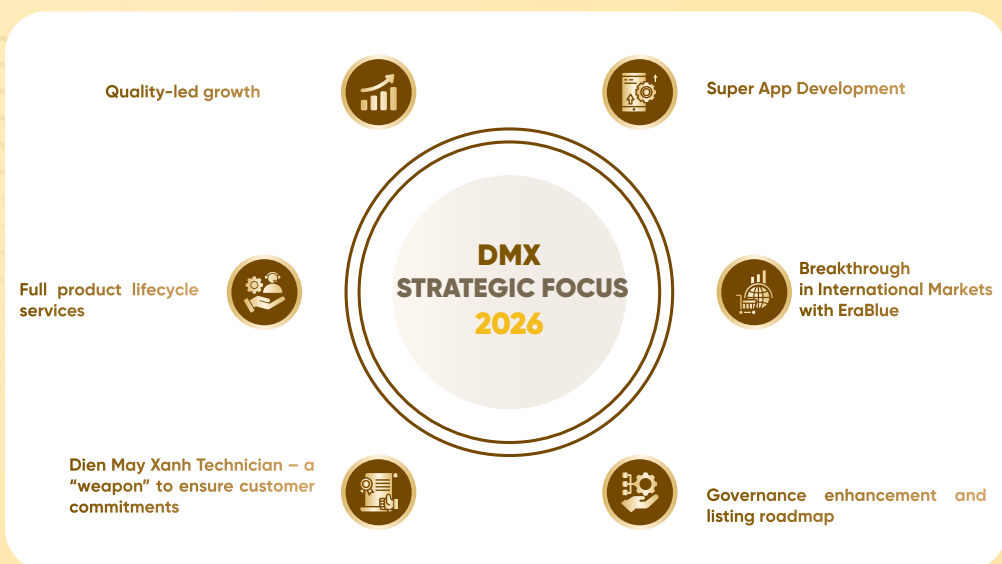 Quality-led growth
Super App Development
DMX
STRATEGIC FOCUS
2026
Full product lifecycle
services
Breakthrough
in International Markets
with EraBlue
Dien May Xanh Technician – a
“weapon” to ensure customer
commitments
Governance enhancement and
listing roadmap